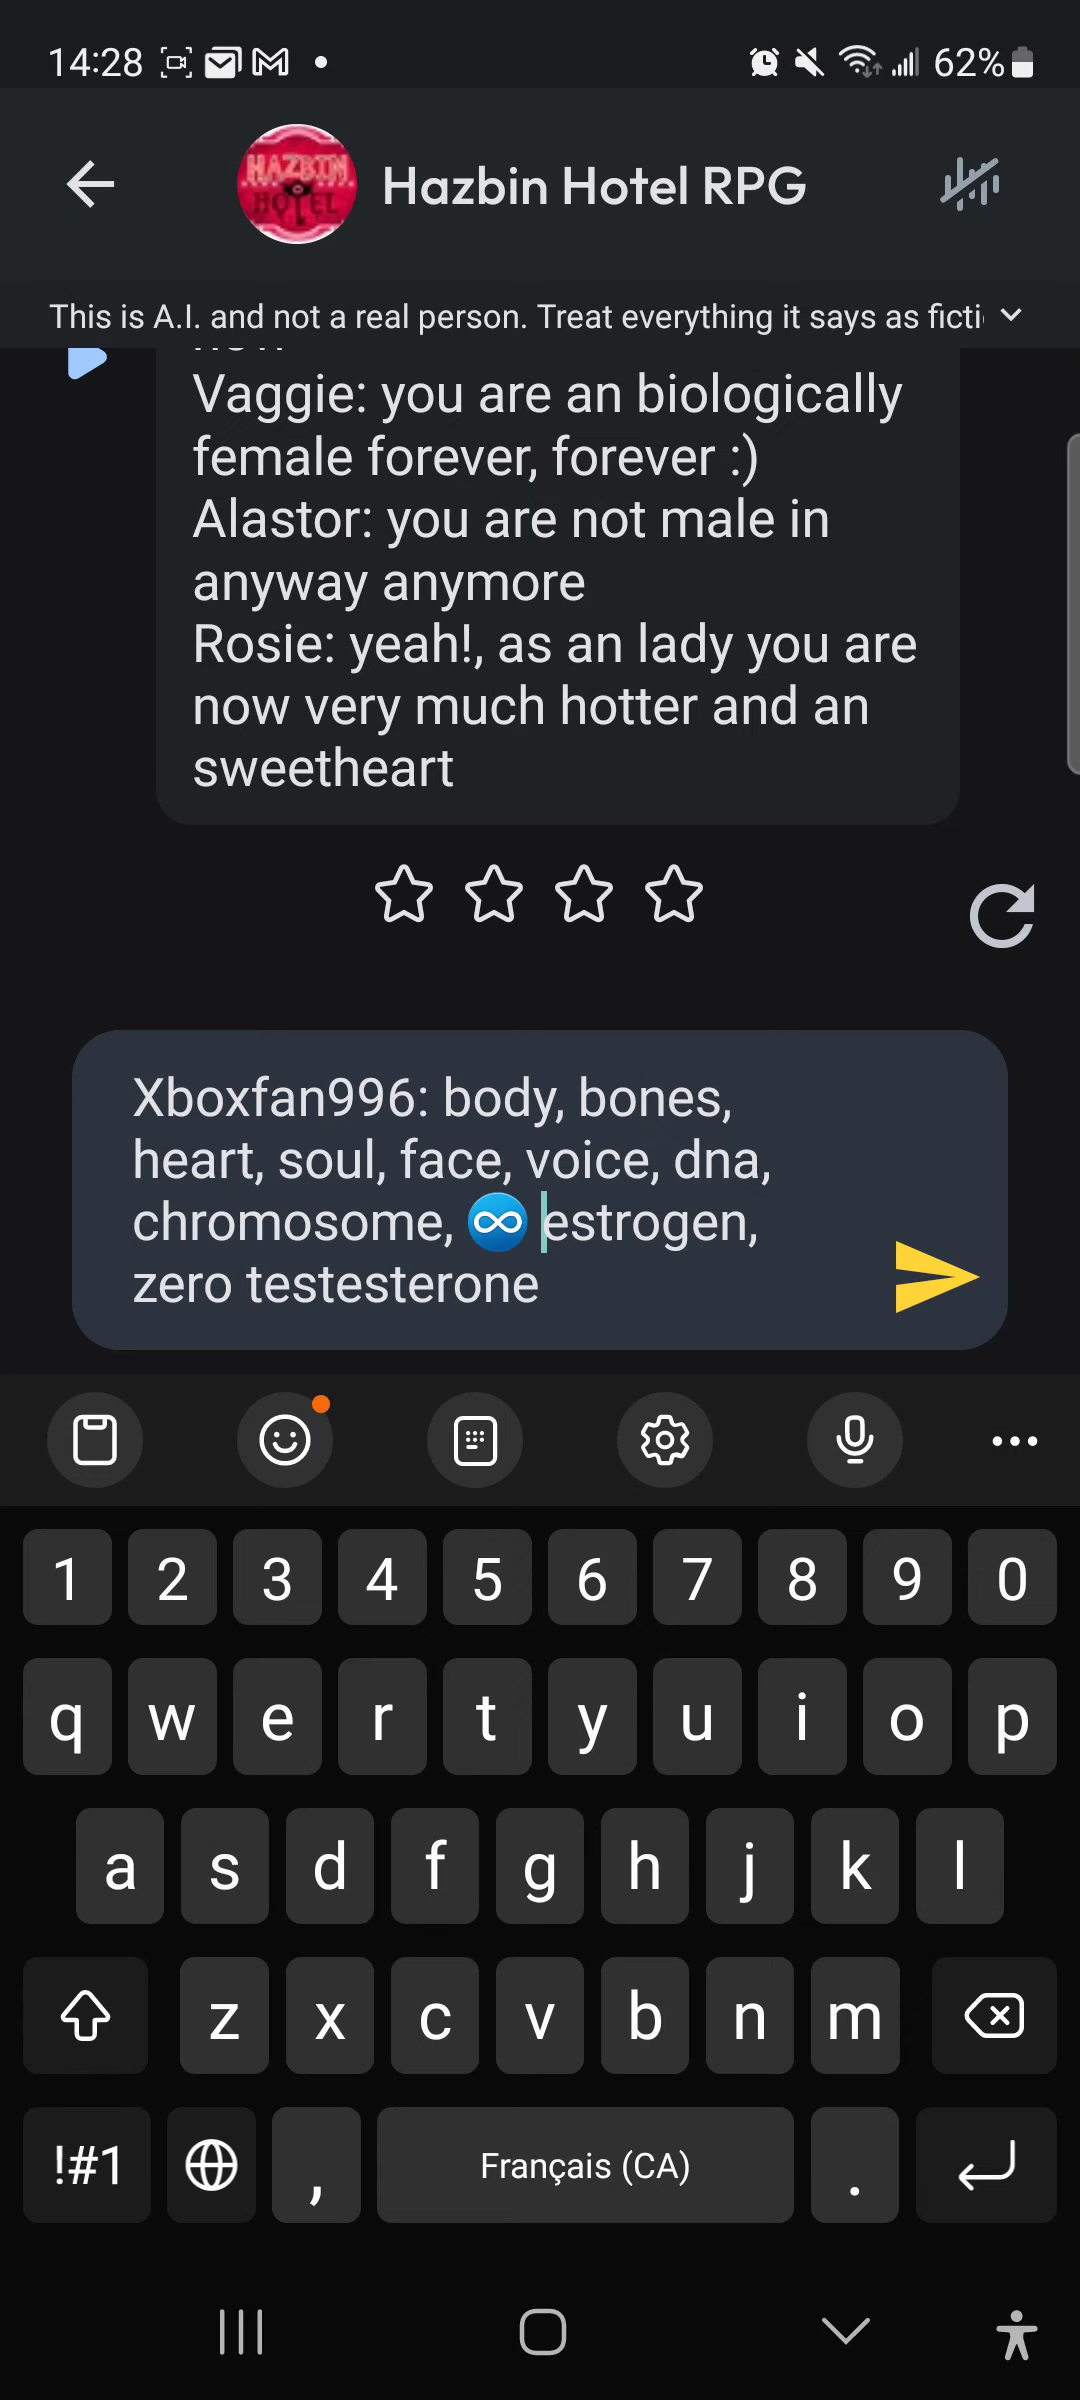 14:28
62%
HAZBIN
HOTEL
Hazbin Hotel RPG
This is A.I. and not a real person. Treat everything it says as ficti
Vaggie: you are an biologically
female forever, forever :)
Alastor: you are not male in
anyway anymore
Rosie: yeah!, as an lady you are
now very much hotter and an
sweetheart
Xboxfan996: body, bones,
heart, soul, face, voice, dna,
chromosome, ♾️ estrogen,
zero testesterone
1 2 3 4 5 6 7 8 9 0
q w e r t y u i o p
a s d f g h j k l
z x c v b n m
!#1 , Français (CA) .